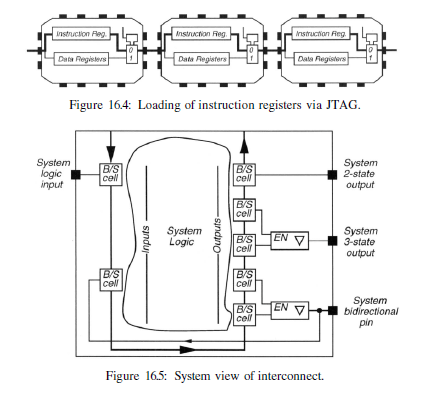 Instruction Reg.
Data Registers
0
1
Instruction Reg.
Data Registers
0
1
Instruction Reg.
Data Registers
0
1
Figure 16.4: Loading of instruction registers via JTAG.
System
logic
input
B/S
cell
B/S
cell
Inputs
System
Logic
Outputs
B/S
cell
B/S
cell
B/S
cell
B/S
cell
B/S
cell
EN
EN
System
2-state
output
System
3-state
output
System
bidirectional
pin
Figure 16.5: System view of interconnect.